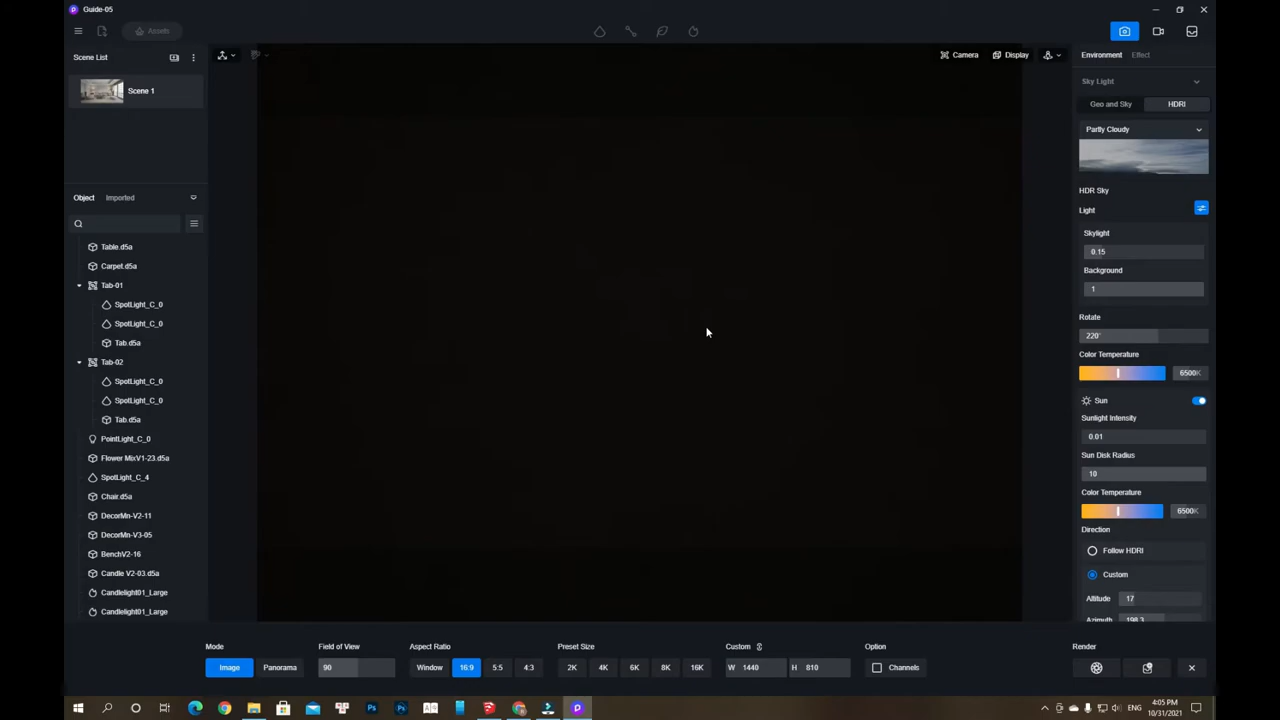 Guide-05
Assets
Scene List
Scene 1
Object Imported
Table.d5a
Carpet.d5a
Tab-01
SpotLight_C_0
SpotLight_C_0
Tab.d5a
Tab-02
SpotLight_C_0
SpotLight_C_0
Tab.d5a
PointLight_C_0
Flower MixV1-23.d5a
SpotLight_C_4
Chair.d5a
DecorMn-V2-11
DecorMn-V3-05
BenchV2-16
Candle V2-03.d5a
Candlelight01_Large
Candlelight01_Large
Camera Display
Environment Effect
Sky Light
Geo and Sky HDRI
Partly Cloudy
HDR Sky
Light
Skylight
0.15
Background
1
Rotate
220°
Color Temperature
6500K
Sun
Sunlight Intensity
0.01
Sun Disk Radius
10
Color Temperature
6500K
Direction
Follow HDRI
Custom
Altitude 17
Azimuth 198.3
Mode Field of View Aspect Ratio Preset Size Custom Option Render
Image Panorama 90 Window 16:9 5:5 4:3 2K 4K 6K 8K 16K W 1440 H 810 Channels
ENG
4:05 PM
10/31/2021